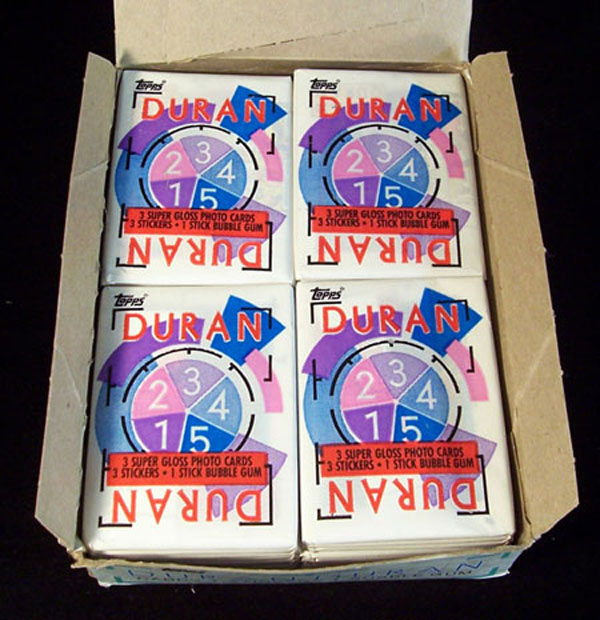 Topps®
DURAN
2 3 4
1 5
3 SUPER GLOSS PHOTO CARDS
3 STICKERS • 1 STICK BUBBLE GUM
DURAN
Topps®
DURAN
2 3 4
1 5
3 SUPER GLOSS PHOTO CARDS
3 STICKERS • 1 STICK BUBBLE GUM
DURAN
Topps®
DURAN
2 3 4
1 5
3 SUPER GLOSS PHOTO CARDS
3 STICKERS • 1 STICK BUBBLE GUM
DURAN
Topps®
DURAN
2 3 4
1 5
3 SUPER GLOSS PHOTO CARDS
3 STICKERS • 1 STICK BUBBLE GUM
DURAN
DURAN DURAN